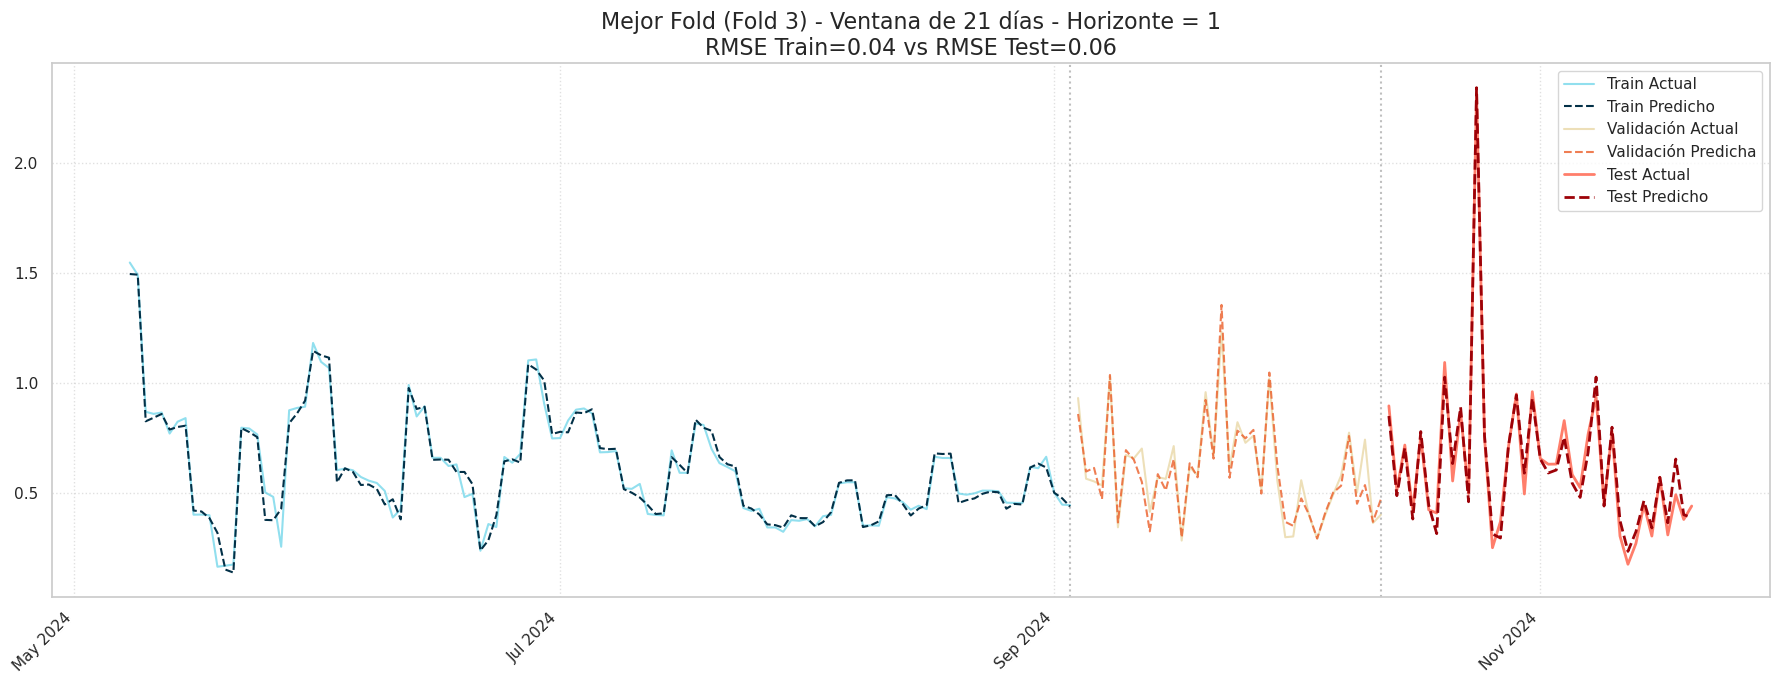 Mejor Fold (Fold 3) - Ventana de 21 días - Horizonte = 1
RMSE Train=0.04 vs RMSE Test=0.06
Train Actual
Train Predicho
Validación Actual
Validación Predicha
Test Actual
Test Predicho
2.0
1.5
1.0
0.5
May 2024
Jul 2024
Sep 2024
Nov 2024